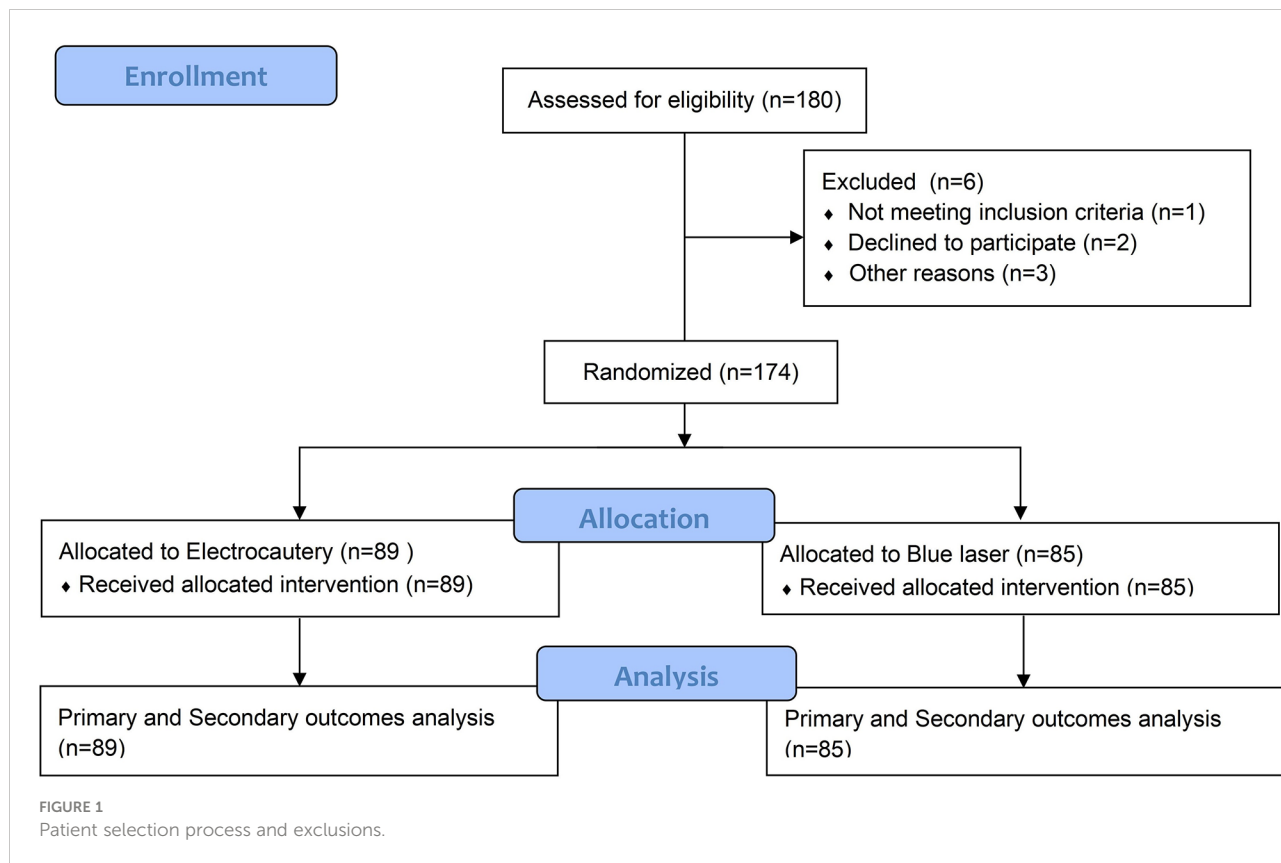 Enrollment
Assessed for eligibility (n=180)
Excluded (n=6)
♦ Not meeting inclusion criteria (n=1)
♦ Declined to participate (n=2)
♦ Other reasons (n=3)
Randomized (n=174)
Allocation
Allocated to Electrocautery (n=89 )
♦ Received allocated intervention (n=89)
Allocated to Blue laser (n=85)
♦ Received allocated intervention (n=85)
Analysis
Primary and Secondary outcomes analysis
(n=89)
Primary and Secondary outcomes analysis
(n=85)
FIGURE 1
Patient selection process and exclusions.